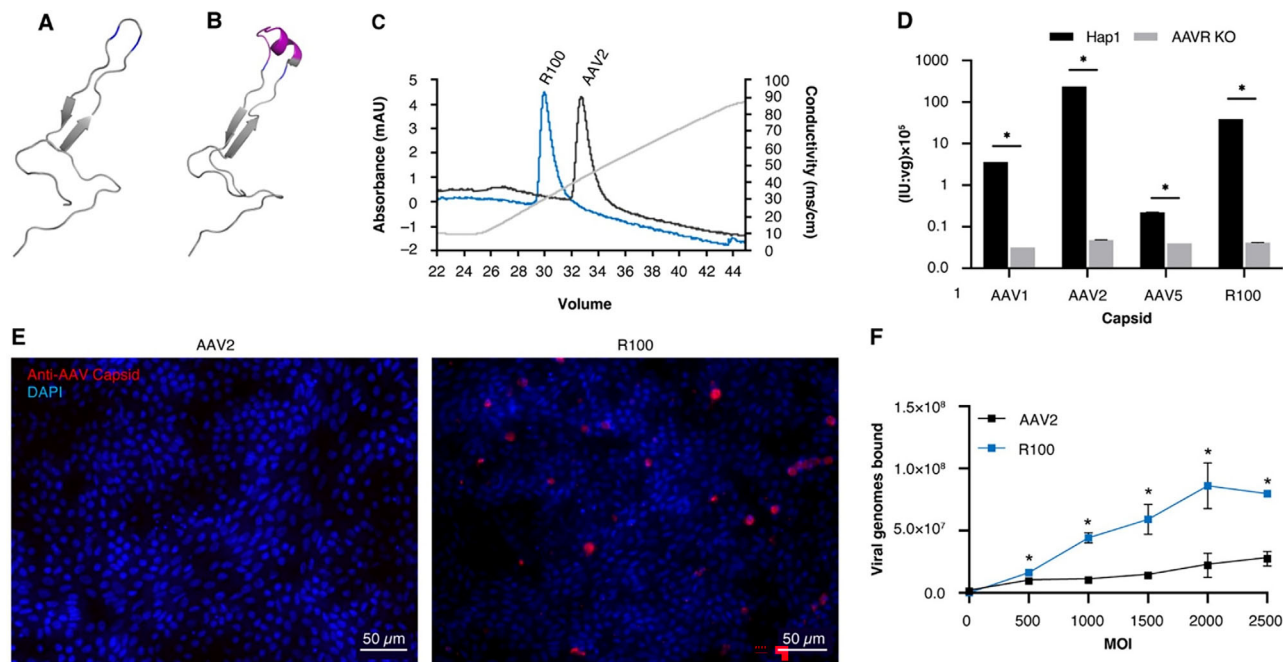 A
B
C
R100
AAV2
Absorbance (mAU)
5
4
3
2
1
0
−1
−2
Conductivity (ms/cm)
100
90
80
70
60
50
40
30
20
10
0
22 24 26 28 30 32 34 36 38 40 42 44
Volume
D
Hap1 AAVR KO
(IU:vg)×10⁵
1000
100
10
1
0.1
0.0
1
* * * *
AAV1 AAV2 AAV5 R100
Capsid
E
AAV2
Anti-AAV Capsid
DAPI
50 µm
R100
50 µm
F
AAV2
R100
Viral genomes bound
1.5×10⁸
1.0×10⁸
5.0×10⁷
0.0
* * * * *
0 500 1000 1500 2000 2500
MOI